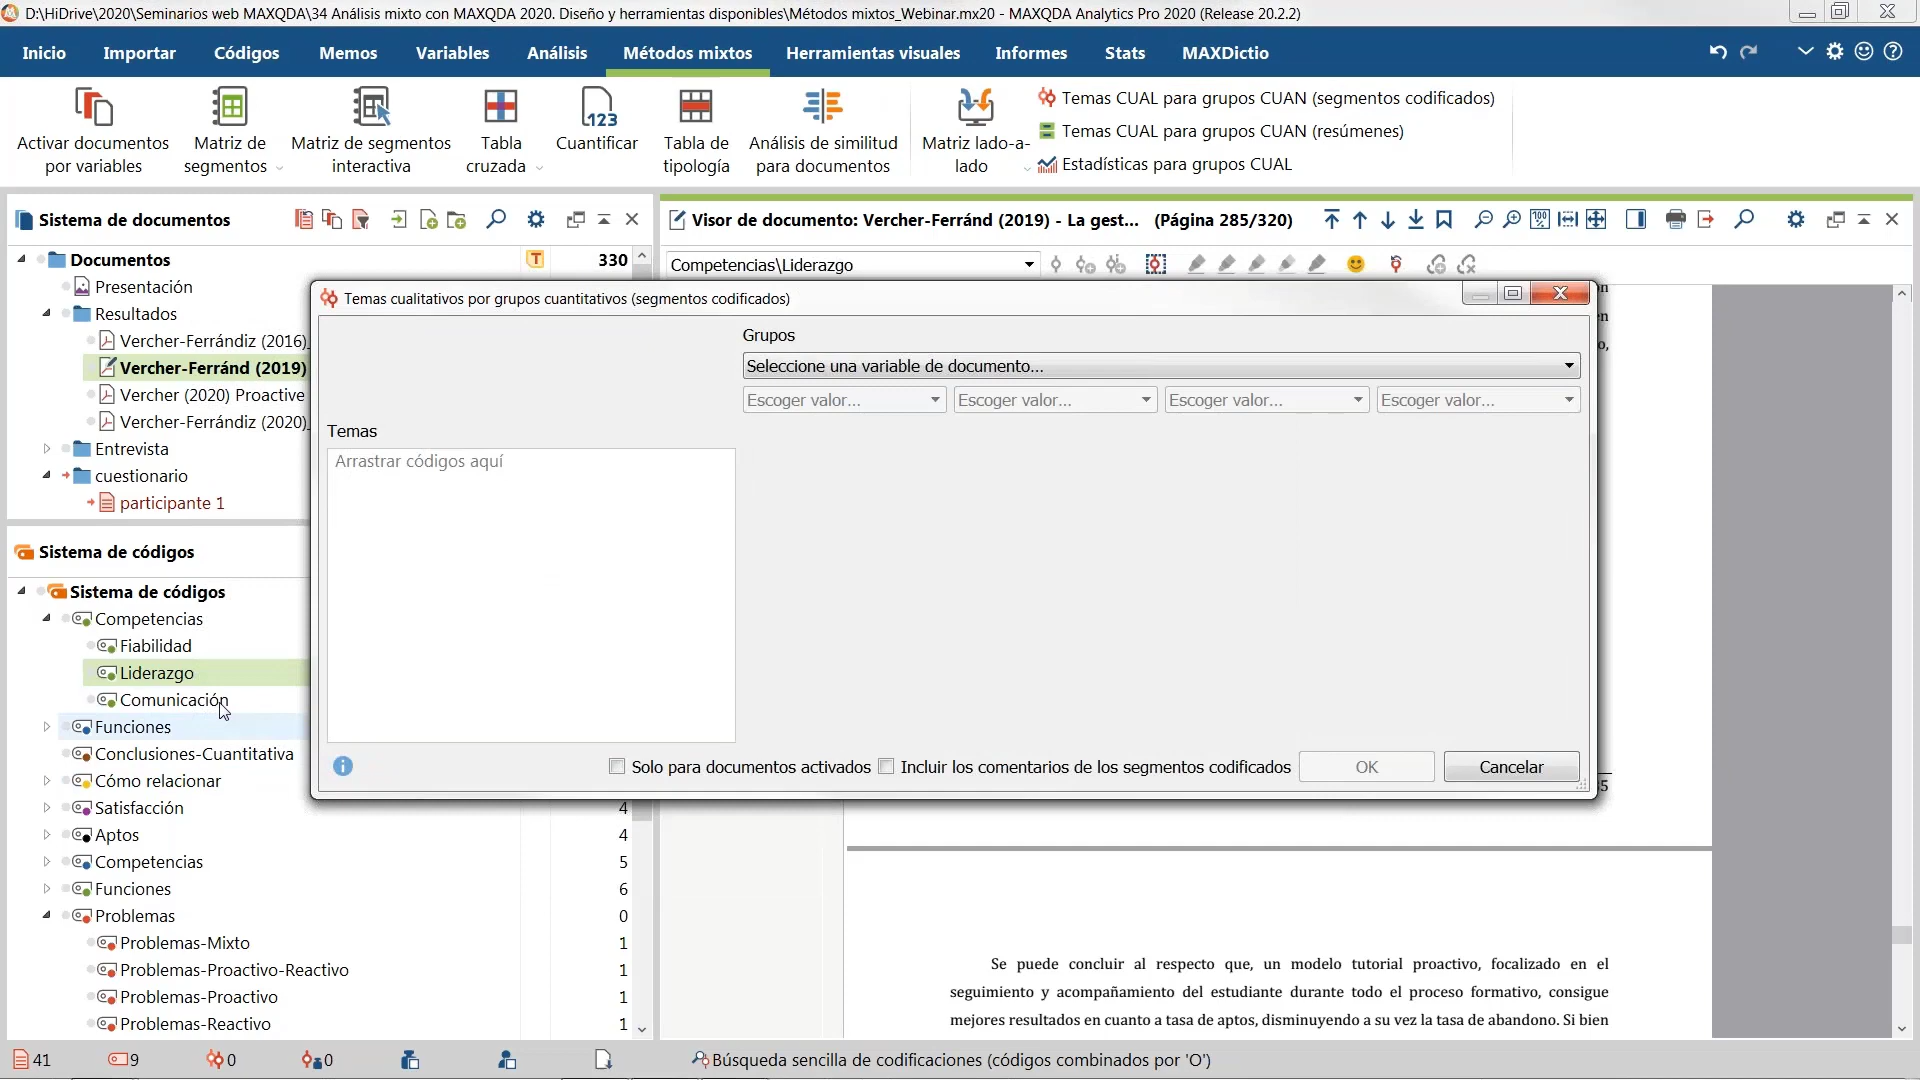 D:\HiDrive\2020\Seminarios web MAXQDA\34 Análisis mixto con MAXQDA 2020. Diseño y herramientas disponibles\Métodos mixtos_Webinar.mx20 - MAXQDA Analytics Pro 2020 (Release 20.2.2)
Inicio Importar Códigos Memos Variables Análisis Métodos mixtos Herramientas visuales Informes Stats MAXDictio
Activar documentos por variables
Matriz de segmentos
Matriz de segmentos interactiva
Tabla cruzada
123
Cuantificar
Tabla de tipología
Análisis de similitud para documentos
Matriz lado-a-lado
Temas CUAL para grupos CUAN (segmentos codificados)
Temas CUAL para grupos CUAN (resúmenes)
Estadísticas para grupos CUAL
Sistema de documentos
Documentos T 330
Presentación
Resultados
Vercher-Ferrándiz (2016)_
Vercher-Ferránd (2019)
Vercher (2020) Proactive
Vercher-Ferrándiz (2020)_
Entrevista
cuestionario
participante 1
Sistema de códigos
Sistema de códigos
Competencias
Fiabilidad
Liderazgo
Comunicación
Funciones
Conclusiones-Cuantitativa
Cómo relacionar
Satisfacción 4
Aptos 4
Competencias 5
Funciones 6
Problemas 0
Problemas-Mixto 1
Problemas-Proactivo-Reactivo 1
Problemas-Proactivo 1
Problemas-Reactivo 1
Visor de documento: Vercher-Ferránd (2019) - La gest... (Página 285/320)
100%
Competencias\Liderazgo
Temas cualitativos por grupos cuantitativos (segmentos codificados)
Grupos
Seleccione una variable de documento...
Escoger valor... Escoger valor... Escoger valor... Escoger valor...
Temas
Arrastrar códigos aquí
Solo para documentos activados Incluir los comentarios de los segmentos codificados OK Cancelar
Se puede concluir al respecto que, un modelo tutorial proactivo, focalizado en el
seguimiento y acompañamiento del estudiante durante todo el proceso formativo, consigue
mejores resultados en cuanto a tasa de aptos, disminuyendo a su vez la tasa de abandono. Si bien
41 9 0 0 Búsqueda sencilla de codificaciones (códigos combinados por 'O')